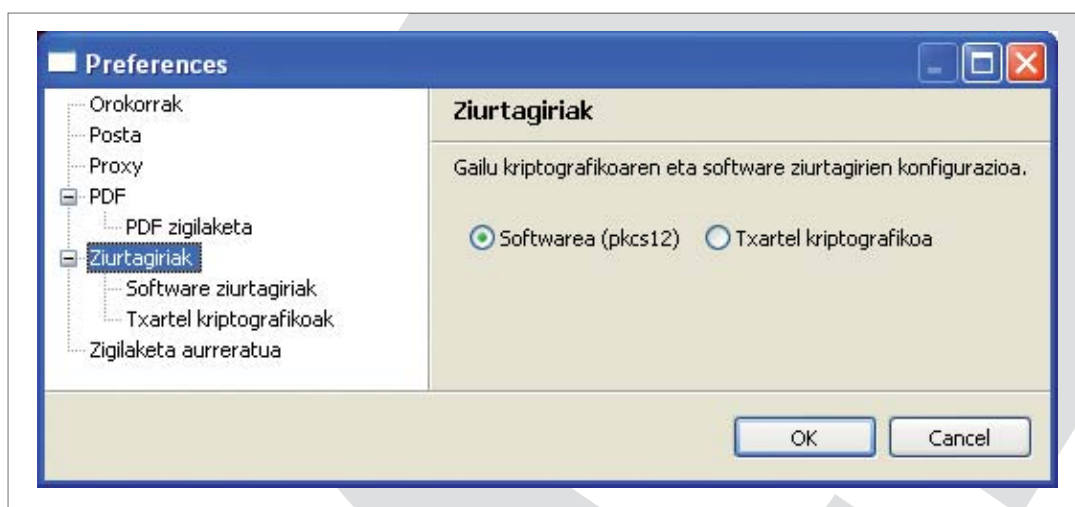 Preferences
Orokorrak
Posta
Proxy
PDF
PDF zigilaketa
Ziurtagiriak
Software ziurtagiriak
Txartel kriptografikoak
Zigilaketa aurreratua
Ziurtagiriak
Gailu kriptografikoaren eta software ziurtagirien konfigurazioa.
Softwarea (pkcs12) Txartel kriptografikoa
OK Cancel